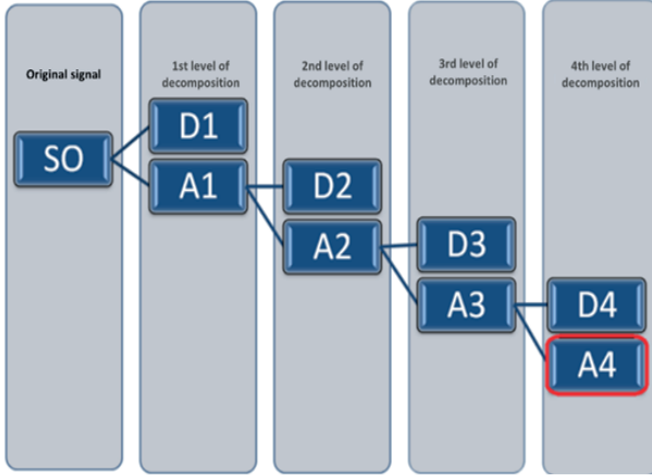 Original signal
1st level of
decomposition
2nd level of
decomposition
3rd level of
decomposition
4th level of
decomposition
SO
D1
A1
D2
A2
D3
A3
D4
A4